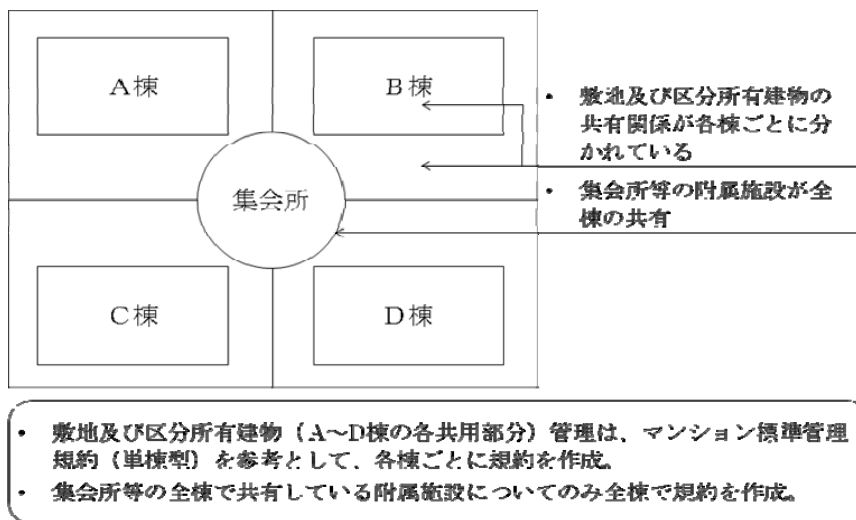 A棟
B棟
・ 敷地及び区分所有建物の
共有関係が各棟ごとに分
かれている
集会所
・ 集会所等の附属施設が全
棟の共有
C棟
D棟
・ 敷地及び区分所有建物（A～D棟の各共用部分）管理は、マンション標準管理
規約（単棟型）を参考として、各棟ごとに規約を作成。
・ 集会所等の全棟で共有している附属施設についてのみ全棟で規約を作成。